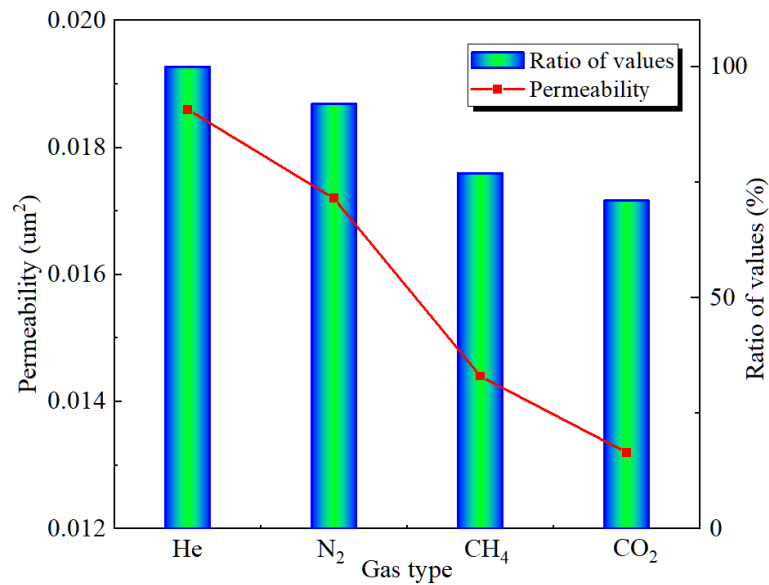 0.020
0.018
0.016
0.014
0.012
Permeability (um²)
Ratio of values
Permeability
100
50
0
Ratio of values (%)
He N₂ CH₄ CO₂
Gas type